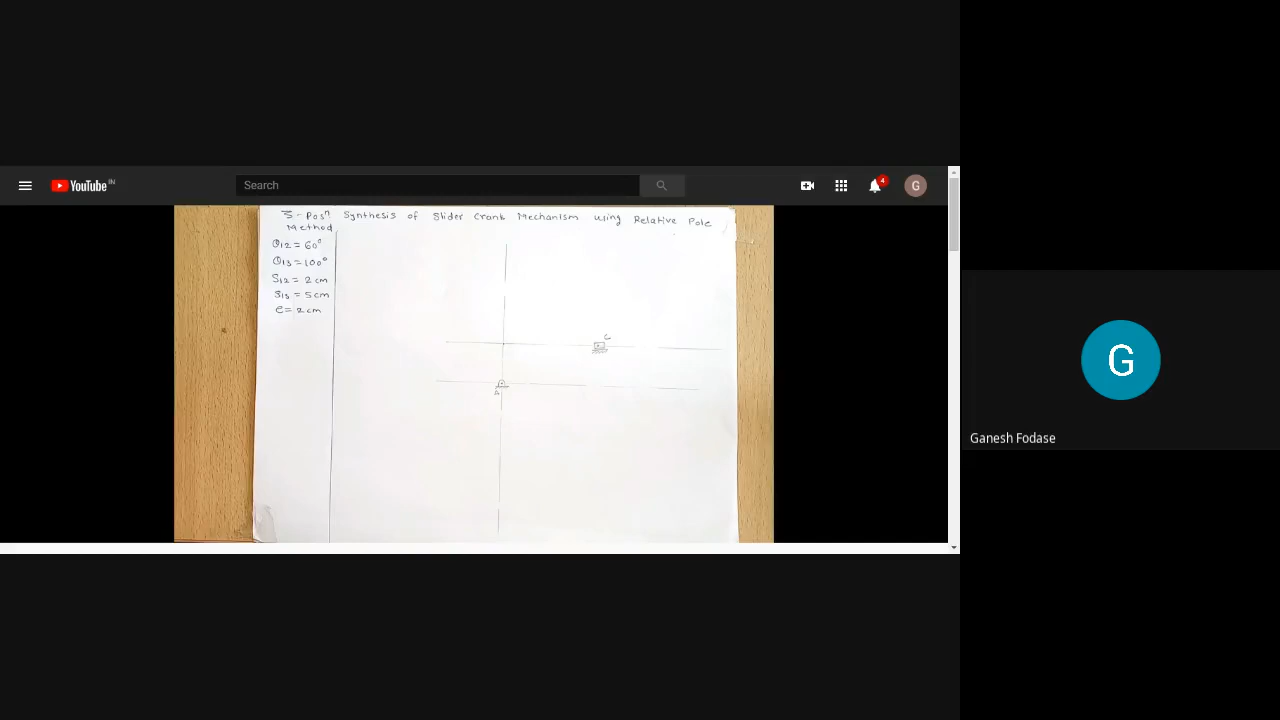 YouTube IN
Search
4
G
3-Posn Synthesis of Slider Crank Mechanism using Relative Pole
Method
θ12 = 60°
θ13 = 100°
S12 = 2 cm
S13 = 5 cm
e = 2 cm
C
A
G
Ganesh Fodase